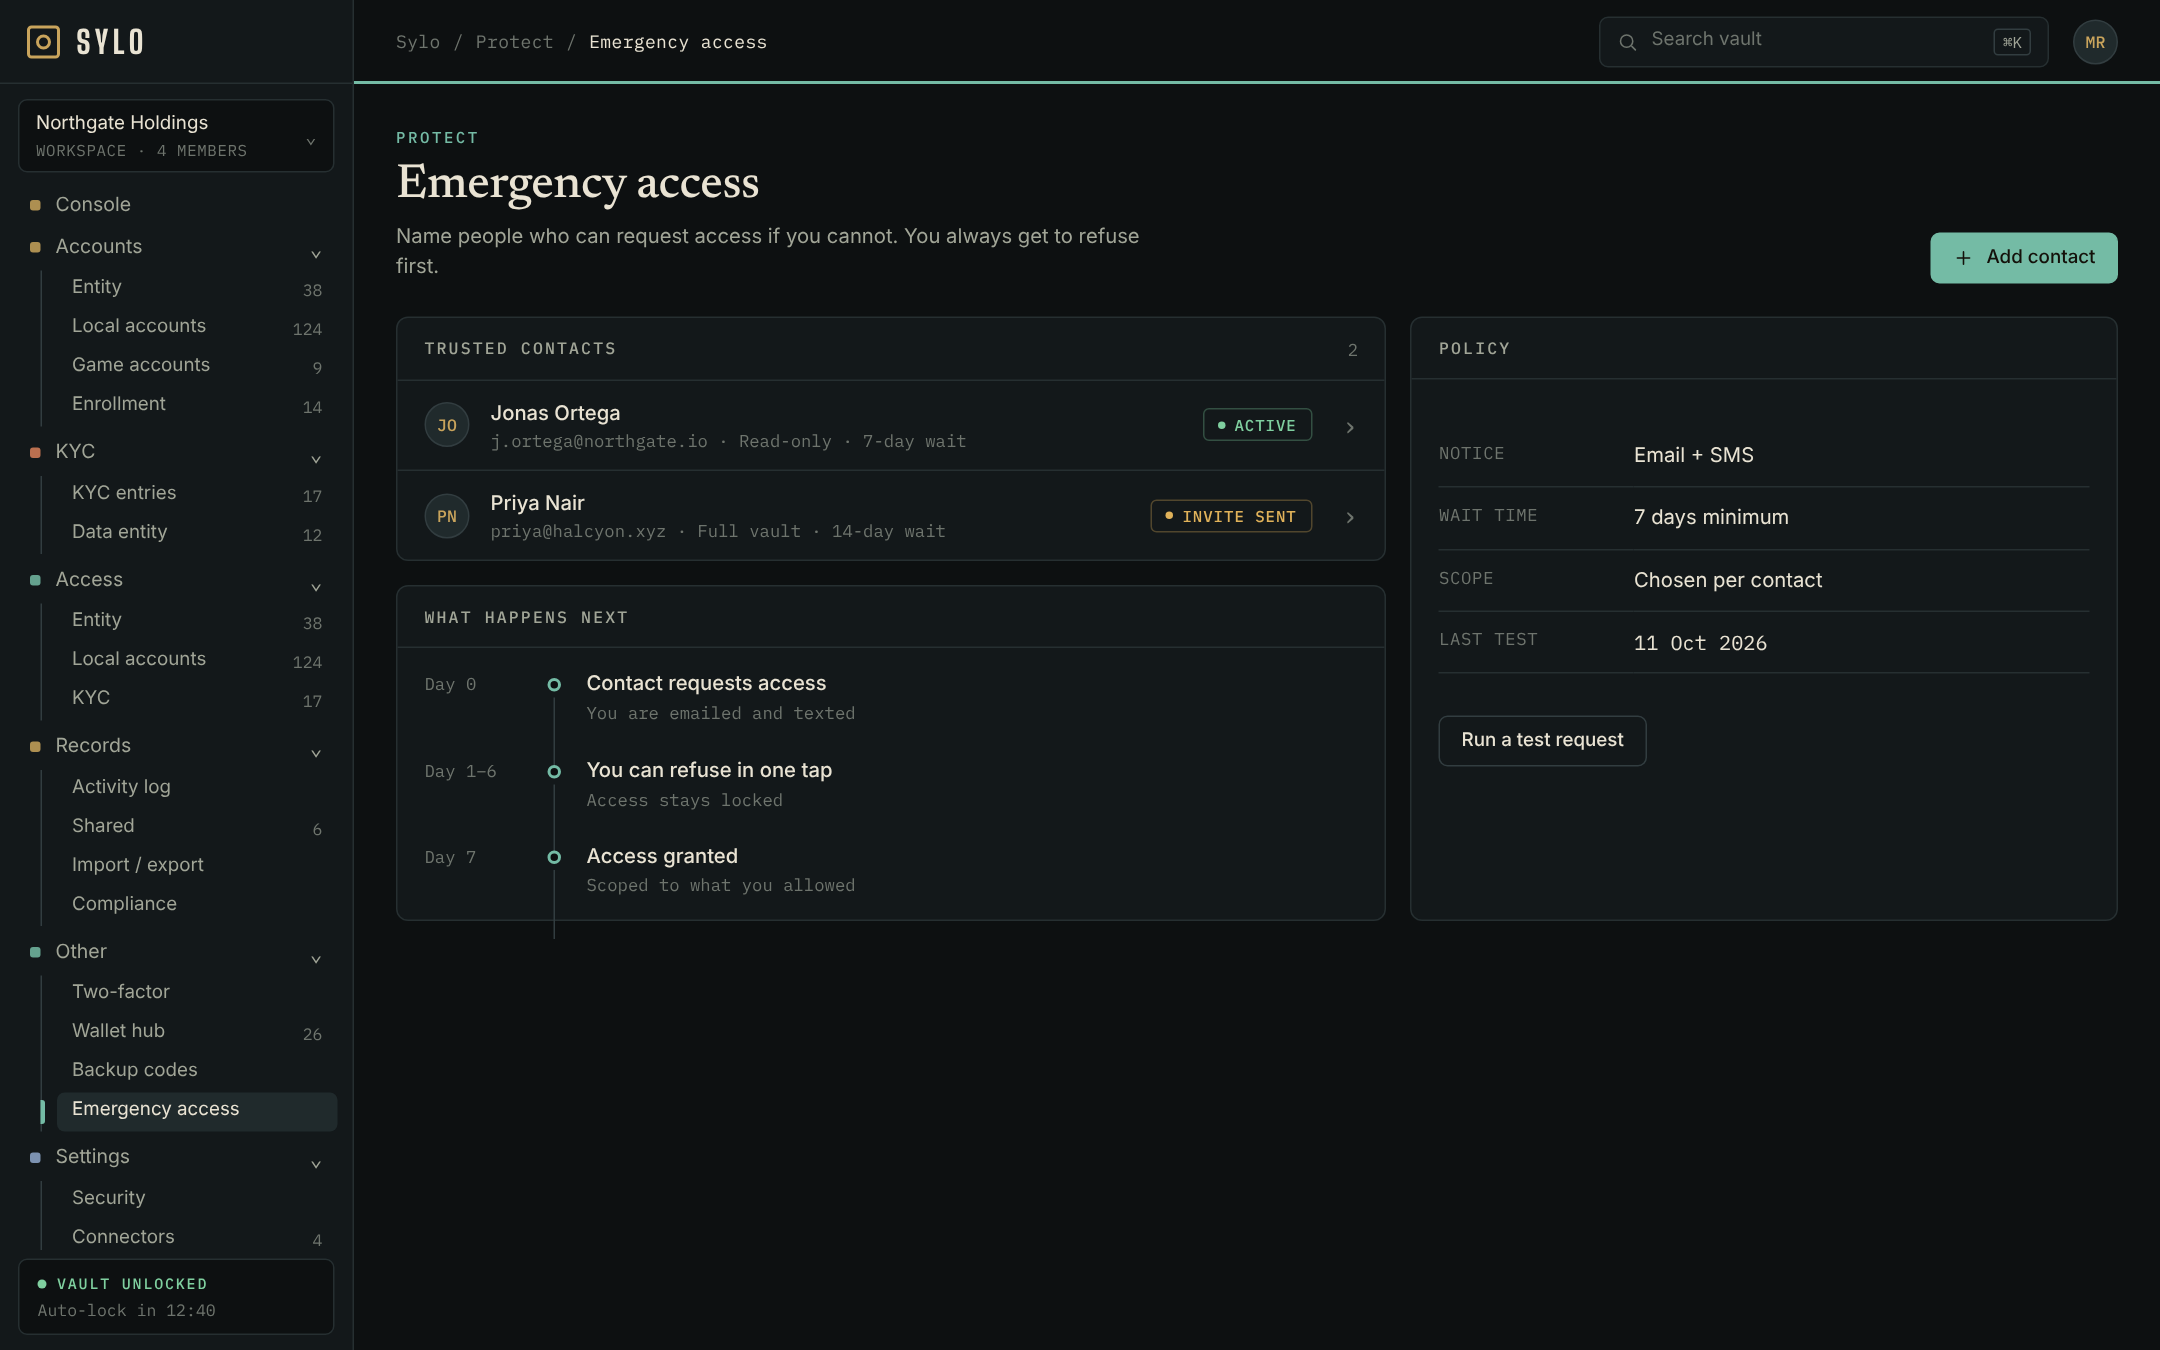 SYLO
Northgate Holdings
WORKSPACE · 4 MEMBERS
Console
Accounts
Entity 38
Local accounts 124
Game accounts 9
Enrollment 14
KYC
KYC entries 17
Data entity 12
Access
Entity 38
Local accounts 124
KYC 17
Records
Activity log
Shared 6
Import / export
Compliance
Other
Two-factor
Wallet hub 26
Backup codes
Emergency access
Settings
Security
Connectors 4
VAULT UNLOCKED
Auto-lock in 12:40
Sylo / Protect / Emergency access
Search vault ⌘K
MR
PROTECT
Emergency access
Name people who can request access if you cannot. You always get to refuse
first.
+ Add contact
TRUSTED CONTACTS 2
JO
Jonas Ortega
j.ortega@northgate.io · Read-only · 7-day wait
ACTIVE
PN
Priya Nair
priya@halcyon.xyz · Full vault · 14-day wait
INVITE SENT
WHAT HAPPENS NEXT
Day 0
Contact requests access
You are emailed and texted
Day 1–6
You can refuse in one tap
Access stays locked
Day 7
Access granted
Scoped to what you allowed
POLICY
NOTICE Email + SMS
WAIT TIME 7 days minimum
SCOPE Chosen per contact
LAST TEST 11 Oct 2026
Run a test request